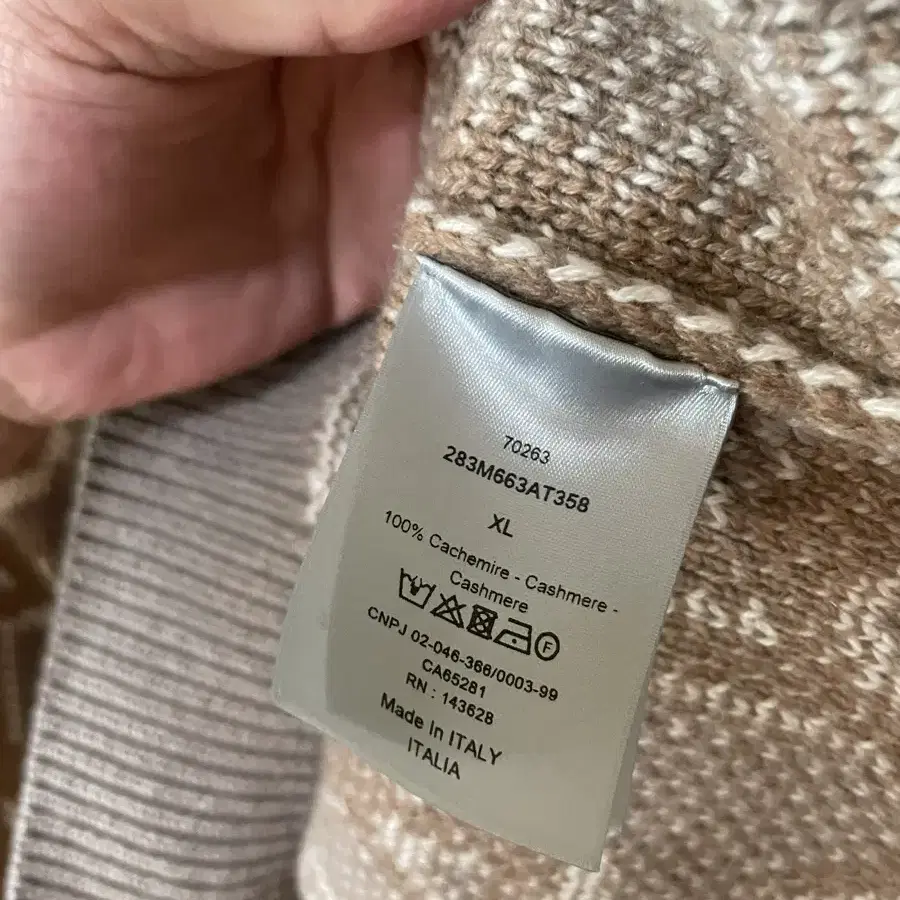 70263
283M663AT358
XL
100% Cachemire - Cashmere -
Cashmere
F
CNPJ 02-046-366/0003-99
CA65281
RN : 143628
Made In ITALY
ITALIA